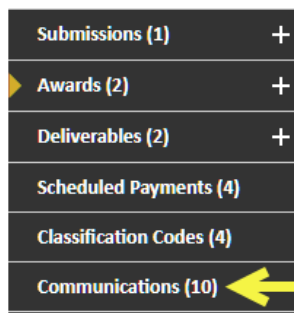 Submissions (1) +
Awards (2) +
Deliverables (2) +
Scheduled Payments (4)
Classification Codes (4)
Communications (10)